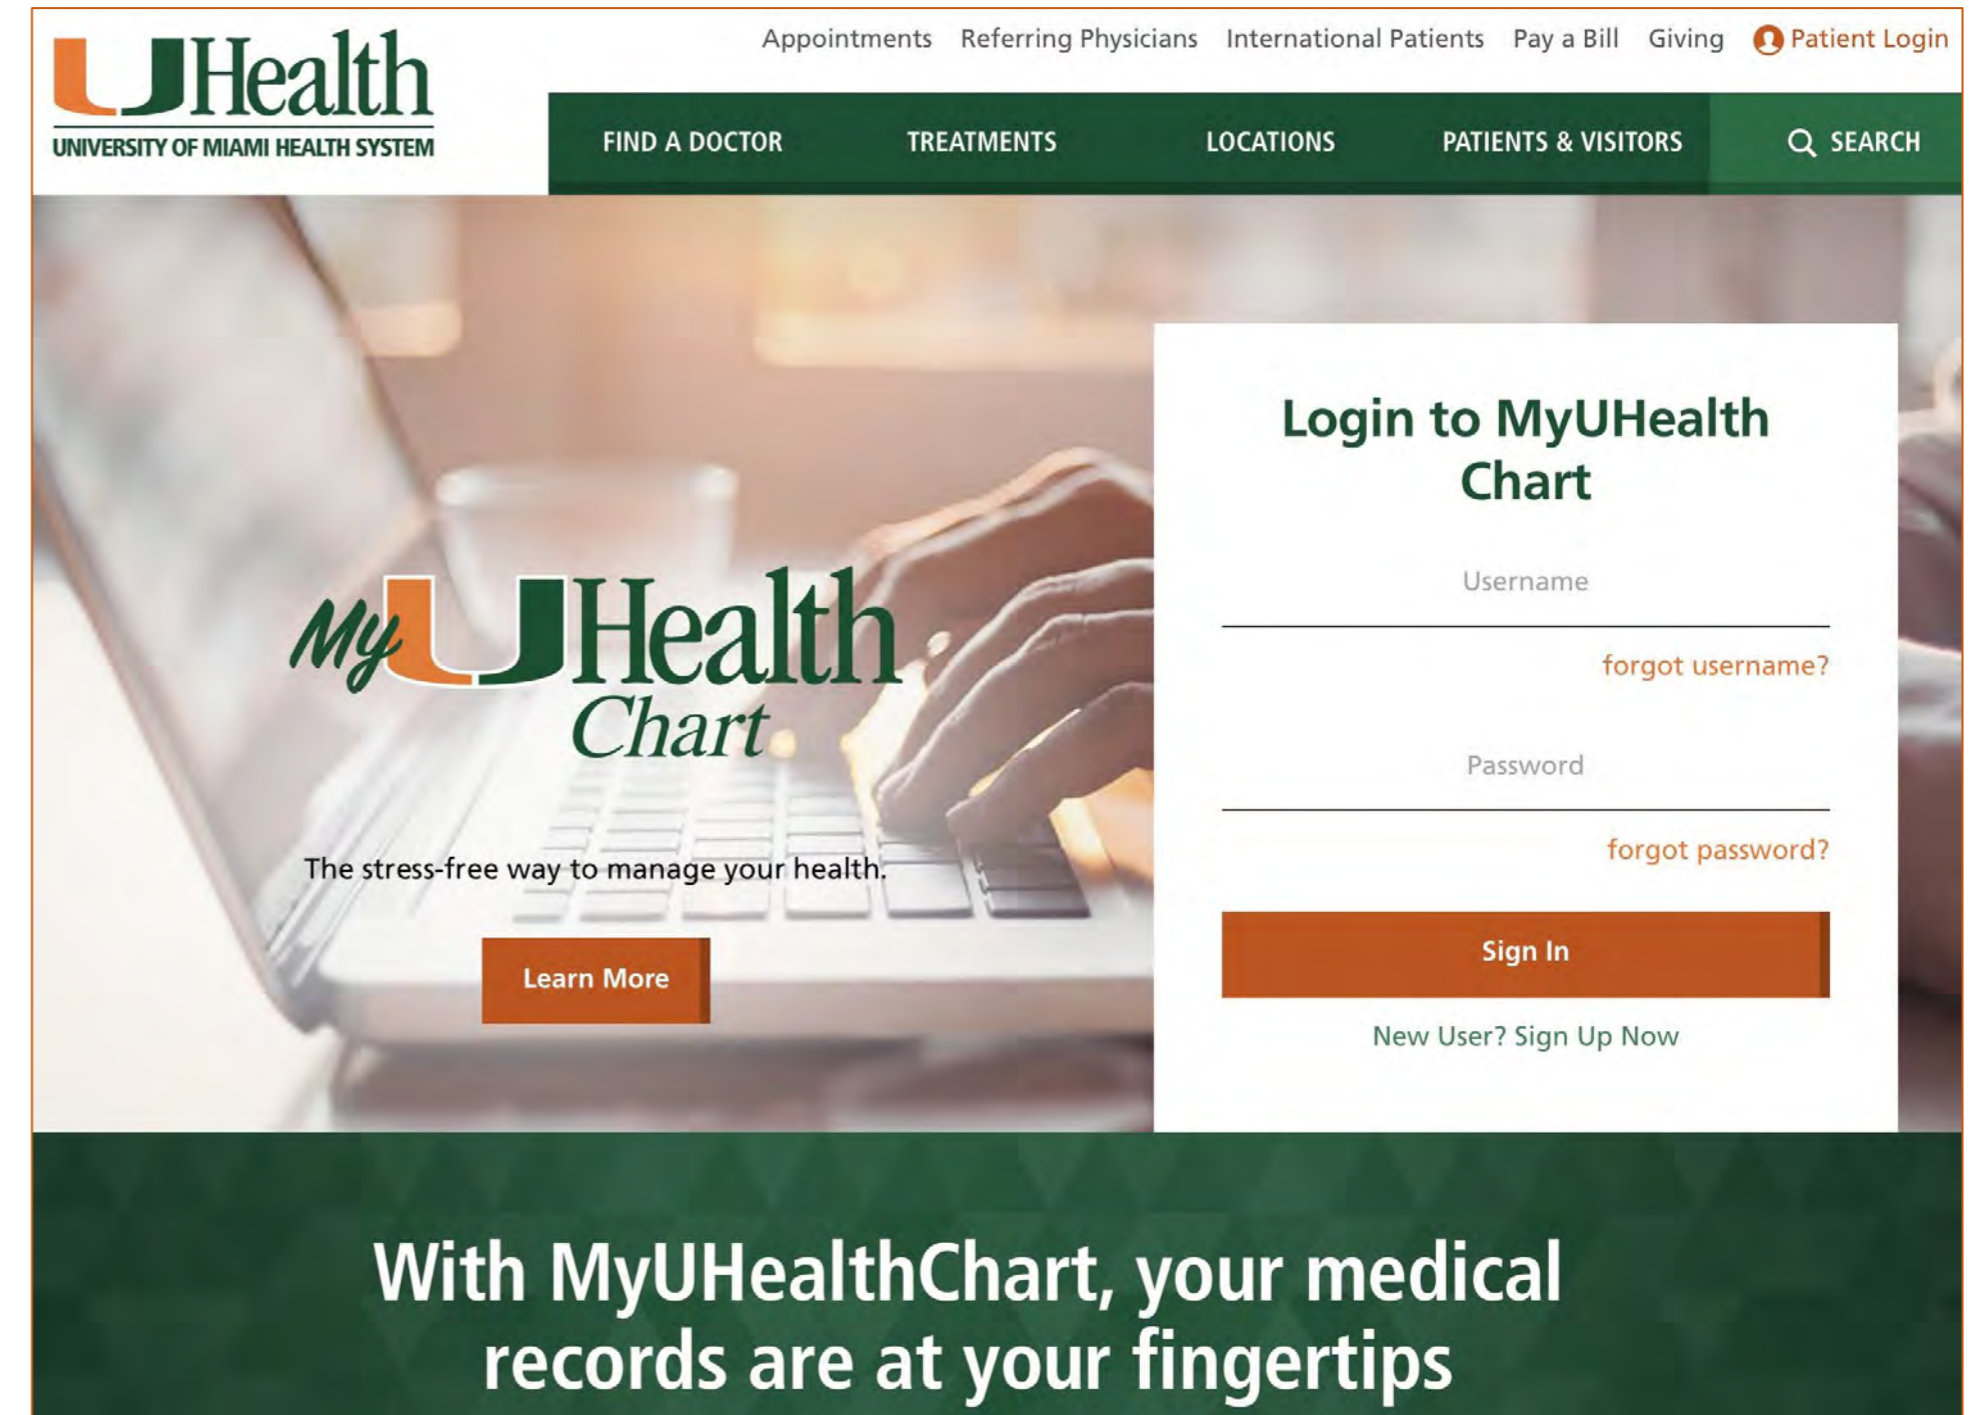 UHealth
UNIVERSITY OF MIAMI HEALTH SYSTEM
Appointments Referring Physicians International Patients Pay a Bill Giving Patient Login
FIND A DOCTOR TREATMENTS LOCATIONS PATIENTS & VISITORS SEARCH
My UHealth
Chart
The stress-free way to manage your health.
Learn More
Login to MyUHealth
Chart
Username
forgot username?
Password
forgot password?
Sign In
New User? Sign Up Now
With MyUHealthChart, your medical
records are at your fingertips